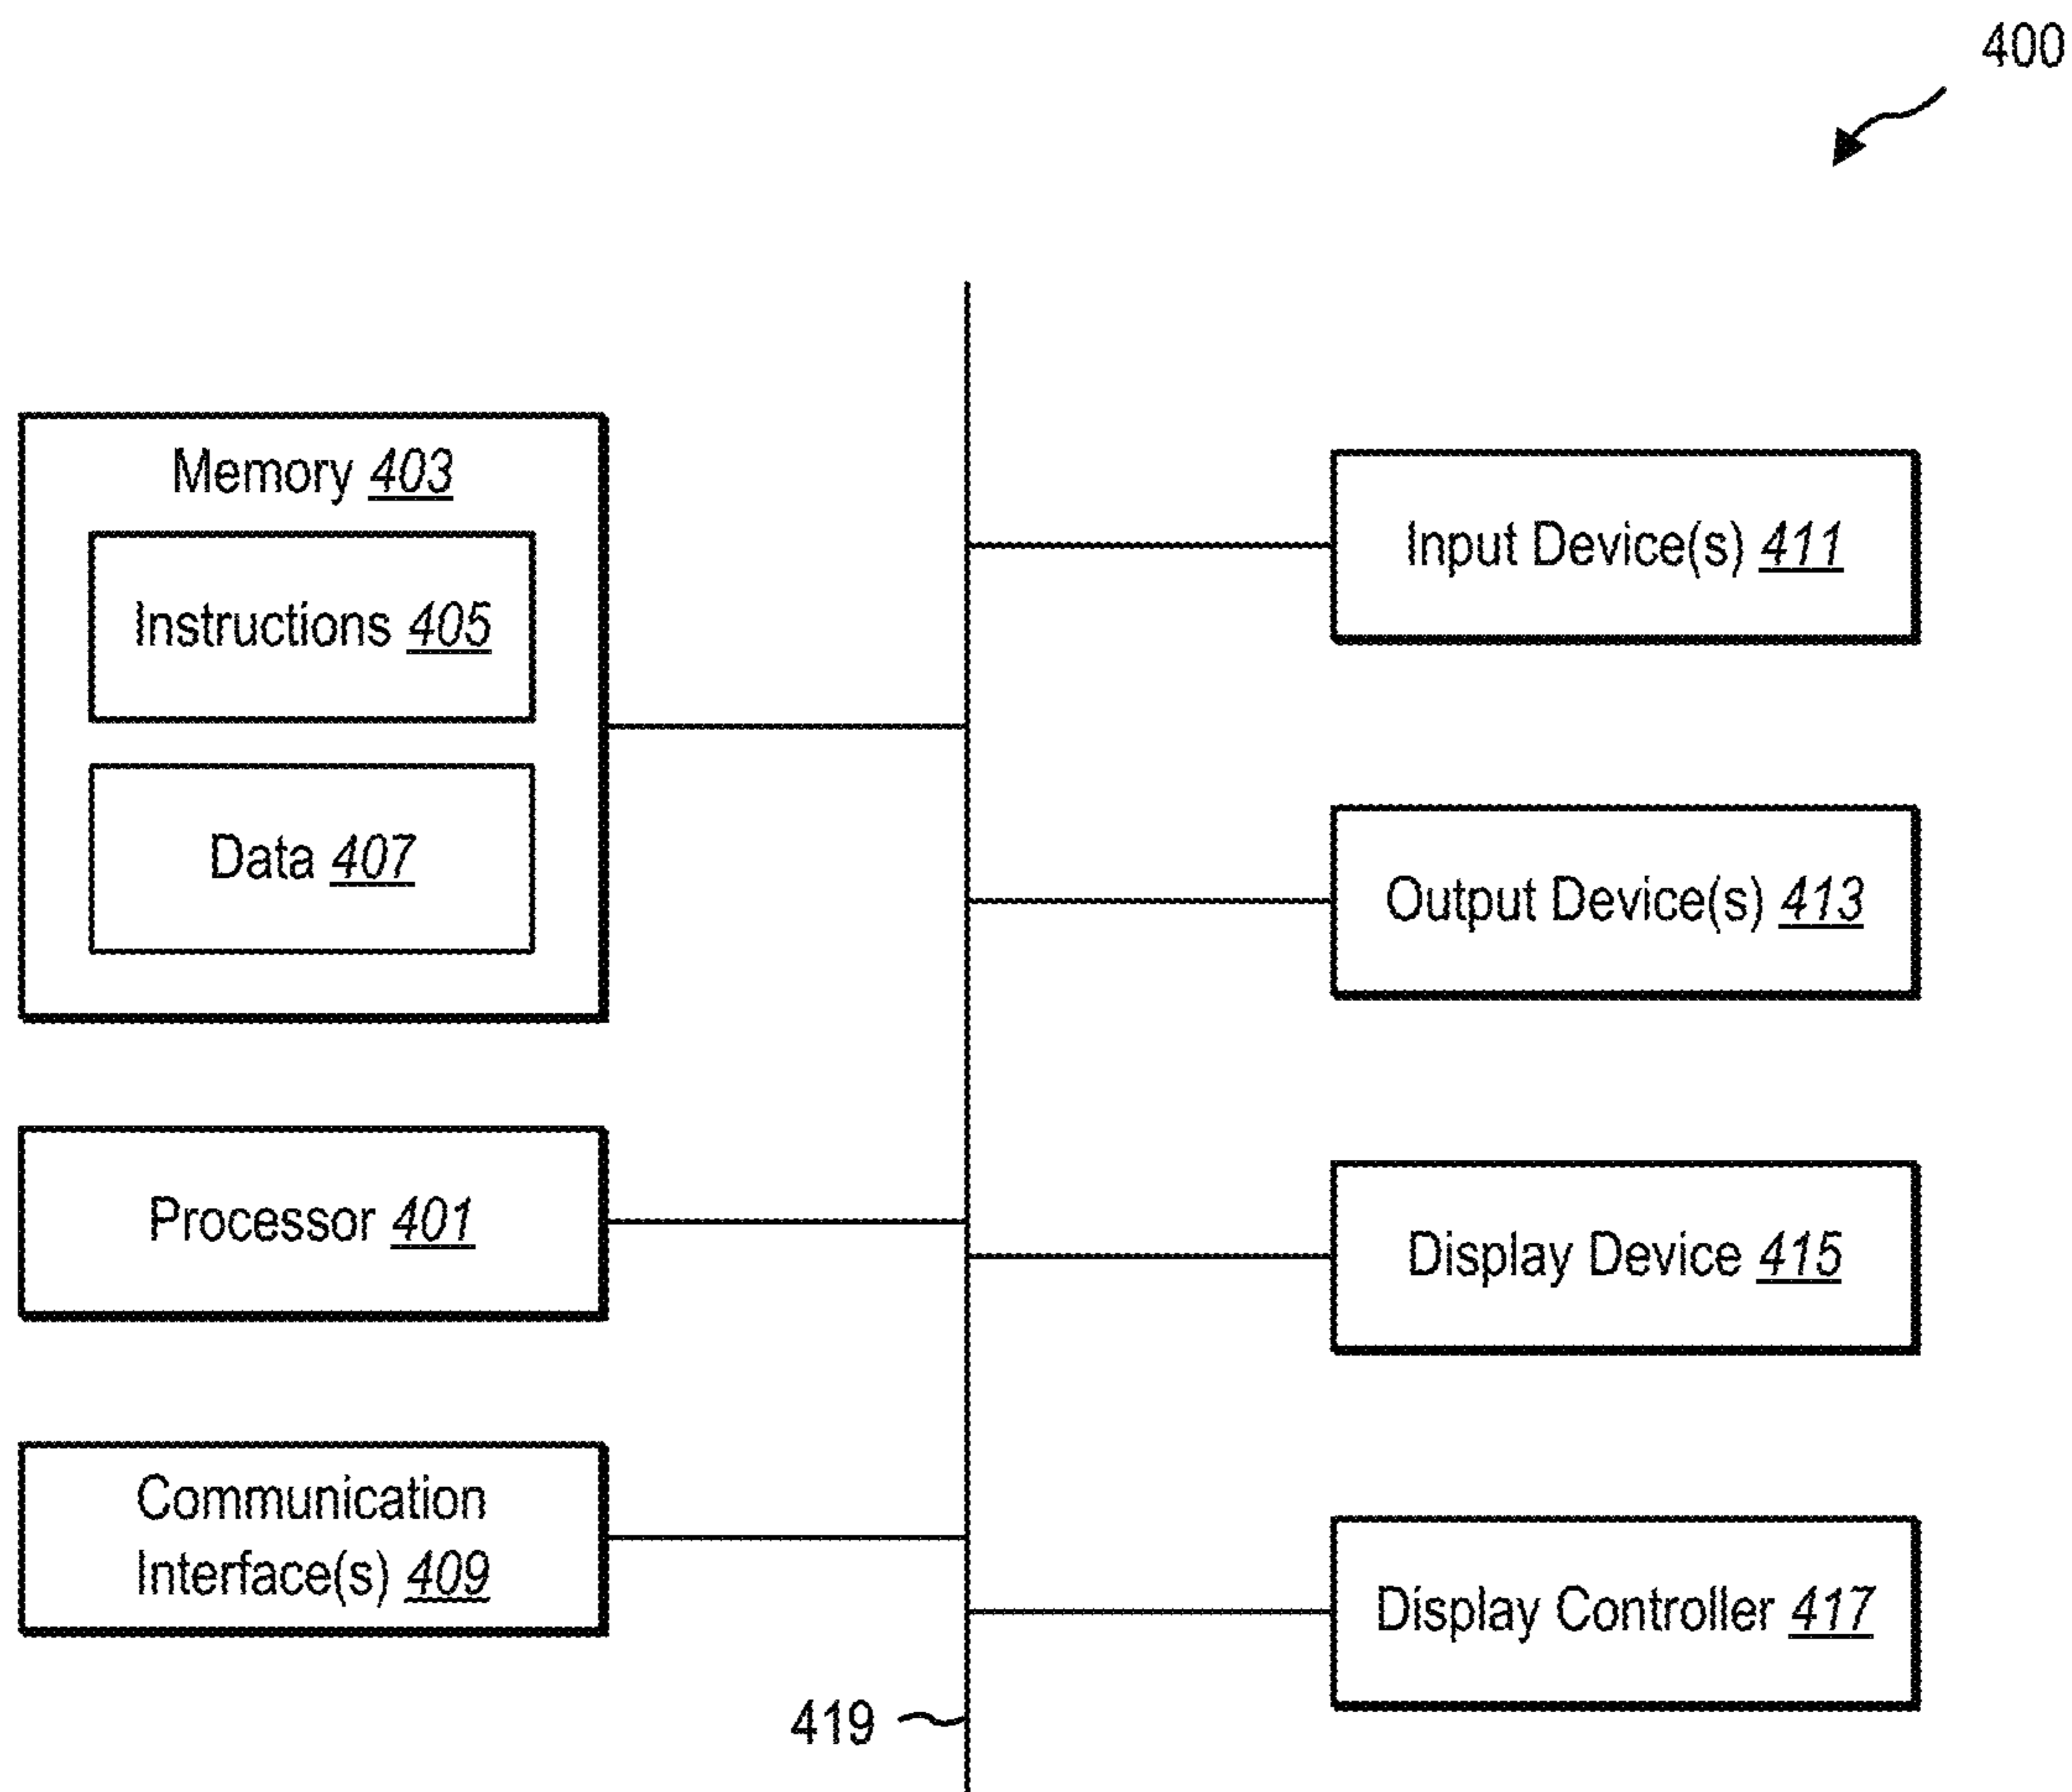 400
Memory 403
Instructions 405
Data 407
Processor 401
Communication
Interface(s) 409
Input Device(s) 411
Output Device(s) 413
Display Device 415
Display Controller 417
419